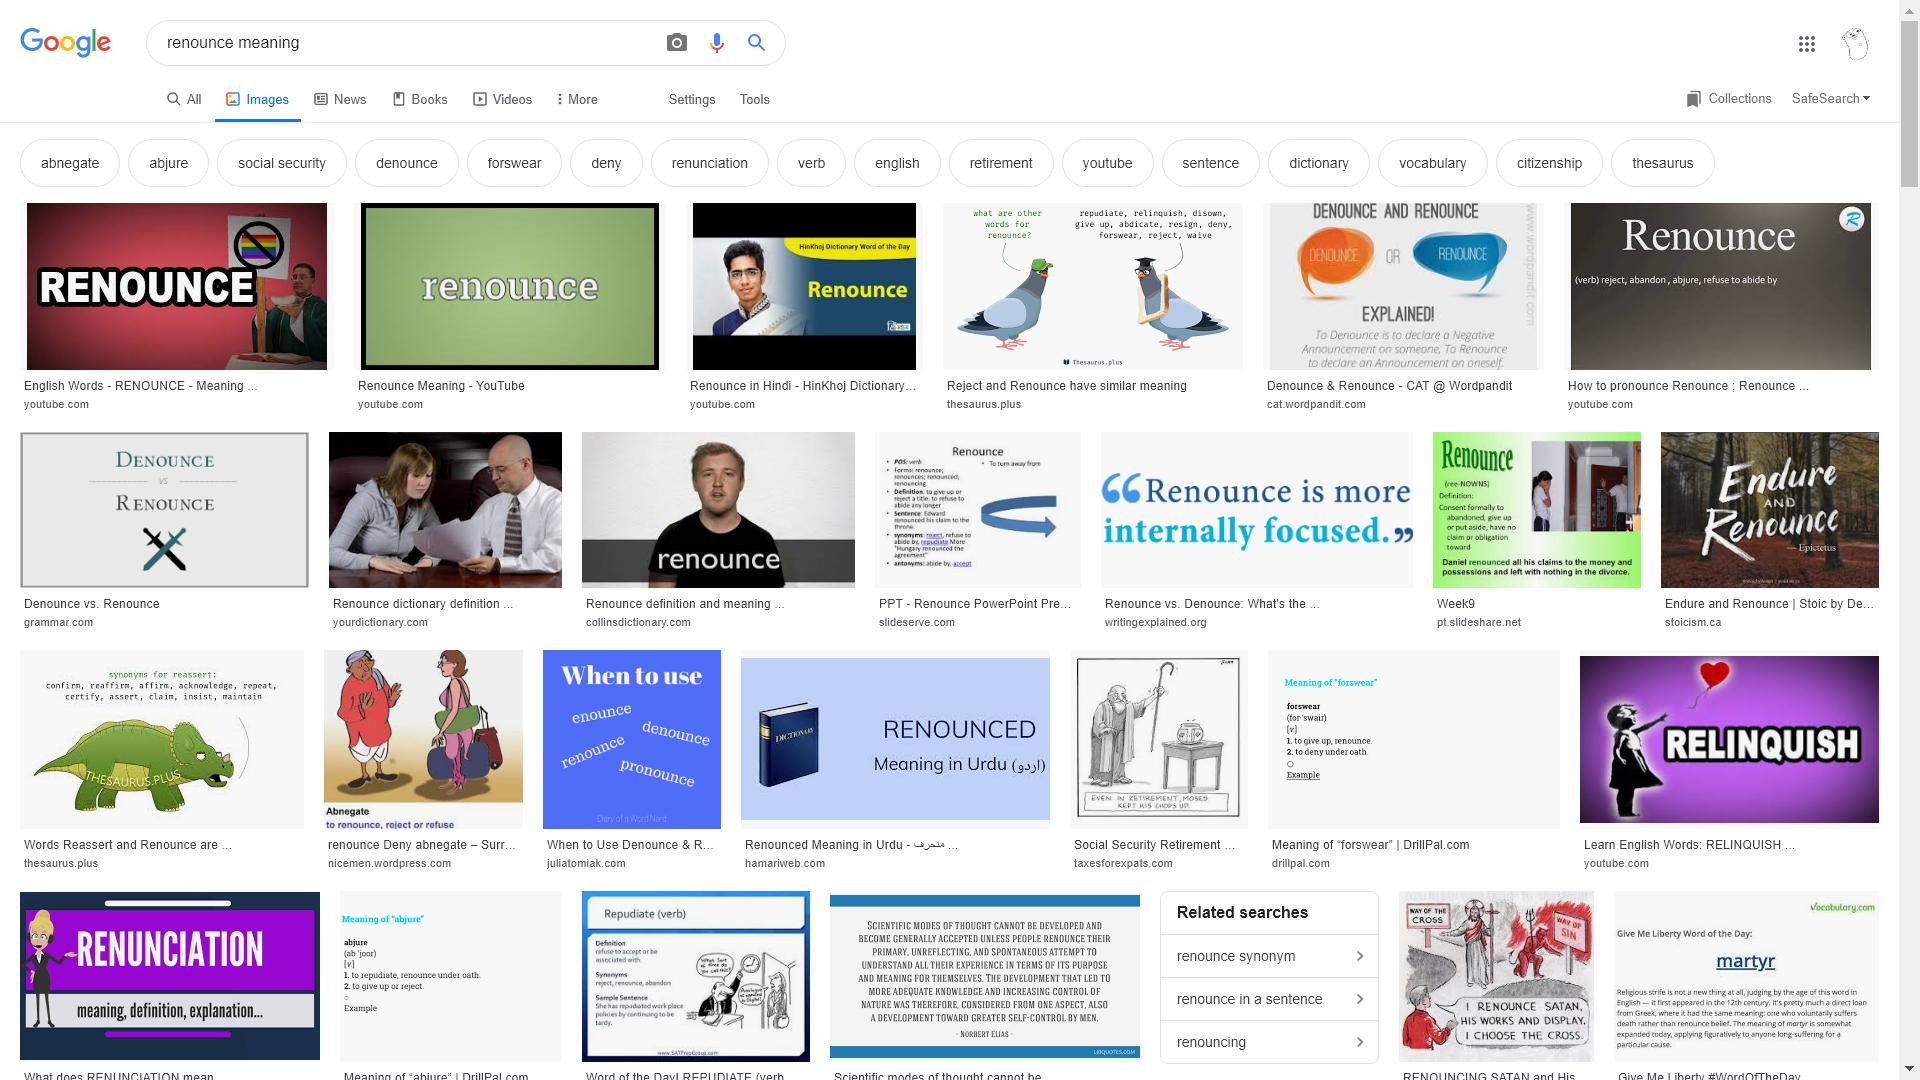 Google
renounce meaning
All
Images
News
Books
Videos
More
Settings
Tools
Collections
SafeSearch
abnegate
abjure
social security
denounce
forswear
deny
renunciation
verb
english
retirement
youtube
sentence
dictionary
vocabulary
citizenship
thesaurus
RENOUNCE
English Words - RENOUNCE - Meaning ...
youtube.com
renounce
Renounce Meaning - YouTube
youtube.com
HinKhoj Dictionary Word of the Day
Renounce
Renounce in Hindi - HinKhoj Dictionary...
youtube.com
what are other
words for
renounce?
repudiate, relinquish, disown,
give up, abdicate, resign, deny,
forswear, reject, waive
Thesaurus.plus
Reject and Renounce have similar meaning
thesaurus.plus
DENOUNCE AND RENOUNCE
DENOUNCE
OR
RENOUNCE
EXPLAINED!
To Denounce is to declare a Negative
Announcement on someone, To Renounce
to declare an Announcement on oneself.
www.wordpandit.com
Denounce & Renounce - CAT @ Wordpandit
cat.wordpandit.com
Renounce
(verb) reject, abandon , abjure, refuse to abide by
R
How to pronounce Renounce ; Renounce ...
youtube.com
DENOUNCE
VS
RENOUNCE
Denounce vs. Renounce
grammar.com
Renounce dictionary definition ...
yourdictionary.com
renounce
Renounce definition and meaning ...
collinsdictionary.com
Renounce
• POS: verb
• Forms: renounce;
renounces; renounced;
renouncing
• Definition: to give up or
reject a title; to refuse to
abide any longer
• Sentence: Edward
renounced his claim to the
throne.
• synonyms: reject, refuse to
abide by, repudiate More
"Hungary renounced the
agreement"
• antonyms: abide by, accept
• To turn away from
PPT - Renounce PowerPoint Pre...
slideserve.com
“Renounce is more
internally focused.”
Renounce vs. Denounce: What's the ...
writingexplained.org
Renounce
(ree-NOWNS)
Definition:
Consent formally to
abandoned, give up
or put aside, have no
claim or obligation
toward
Daniel renounced all his claims to the money and
possessions and left with nothing in the divorce.
Week9
pt.slideshare.net
Endure
AND
Renounce
— Epictetus
Endure and Renounce | Stoic by De...
stoicism.ca
synonyms for reassert:
confirm, reaffirm, affirm, acknowledge, repeat,
certify, assert, claim, insist, maintain
THESAURUS.PLUS
Words Reassert and Renounce are ...
thesaurus.plus
Abnegate
to renounce, reject or refuse
renounce Deny abnegate – Surr...
nicemen.wordpress.com
When to use
enounce
denounce
renounce
pronounce
Diary of a Word Nerd
When to Use Denounce & R...
juliatomiak.com
DICTIONARY
RENOUNCED
Meaning in Urdu (اردو)
Renounced Meaning in Urdu - منحرف ...
hamariweb.com
EVEN IN RETIREMENT, MOSES
KEPT HIS CHOPS UP.
Social Security Retirement ...
taxesforexpats.com
Meaning of “forswear”
forswear
(for·ˈswair)
[v]
1. to give up, renounce.
2. to deny under oath.
Example
Meaning of “forswear” | DrillPal.com
drillpal.com
RELINQUISH
Learn English Words: RELINQUISH ...
youtube.com
RENUNCIATION
meaning, definition, explanation...
What does RENUNCIATION mean
Meaning of “abjure”
abjure
(ab·ˈjoor)
[v]
1. to repudiate, renounce under oath.
2. to give up or reject.
Example
Meaning of “abjure” | DrillPal.com
Repudiate (verb)
Definition
refuse to accept or be
associated with.
Synonyms
reject, renounce, abandon
Sample Sentence
She has repudiated work place
policies by continuing to be
tardy.
www.SATPrepGroup.com
Word of the Day! REPUDIATE (verb
SCIENTIFIC MODES OF THOUGHT CANNOT BE DEVELOPED AND
BECOME GENERALLY ACCEPTED UNLESS PEOPLE RENOUNCE THEIR
PRIMARY, UNREFLECTING, AND SPONTANEOUS ATTEMPT TO
UNDERSTAND ALL THEIR EXPERIENCE IN TERMS OF ITS PURPOSE
AND MEANING FOR THEMSELVES. THE DEVELOPMENT THAT LED TO
MORE ADEQUATE KNOWLEDGE AND INCREASING CONTROL OF
NATURE WAS THEREFORE, CONSIDERED FROM ONE ASPECT, ALSO
A DEVELOPMENT TOWARD GREATER SELF-CONTROL BY MEN.
- NORBERT ELIAS -
LIBQUOTES.COM
Scientific modes of thought cannot be
Related searches
renounce synonym
renounce in a sentence
renouncing
WAY OF THE
CROSS
WAY OF
SIN
I RENOUNCE SATAN,
HIS WORKS AND DISPLAY.
I CHOOSE THE CROSS.
RENOUNCING SATAN and His
Vocabulary.com
Give Me Liberty Word of the Day:
martyr
Religious strife is not a new thing at all, judging by the age of this word in
English — it first appeared in the 12th century. It's pretty much a direct loan
from Greek, where it had the same meaning: one who voluntarily suffers
death rather than renounce belief. The meaning of martyr is somewhat
expanded today, applying figuratively to anyone long-suffering for a
particular cause.
Give Me Liberty #WordOfTheDay